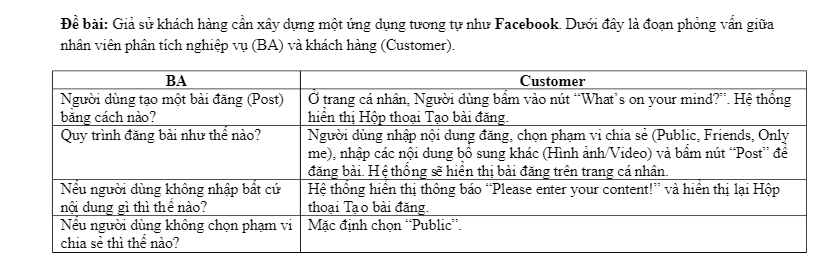 Đề bài: Giả sử khách hàng cần xây dựng một ứng dụng tương tự như Facebook. Dưới đây là đoạn phỏng vấn giữa
nhân viên phân tích nghiệp vụ (BA) và khách hàng (Customer).
BA
Customer
Người dùng tạo một bài đăng (Post)
bằng cách nào?
Ở trang cá nhân, Người dùng bấm vào nút “What’s on your mind?”. Hệ thống
hiển thị Hộp thoại Tạo bài đăng.
Quy trình đăng bài như thế nào?
Người dùng nhập nội dung đăng, chọn phạm vi chia sẻ (Public, Friends, Only
me), nhập các nội dung bổ sung khác (Hình ảnh/Video) và bấm nút “Post” để
đăng bài. Hệ thống sẽ hiển thị bài đăng trên trang cá nhân.
Nếu người dùng không nhập bất cứ
nội dung gì thì thế nào?
Hệ thống hiển thị thông báo “Please enter your content!” và hiển thị lại Hộp
thoại Tạo bài đăng.
Nếu người dùng không chọn phạm vi
chia sẻ thì thế nào?
Mặc định chọn “Public”.